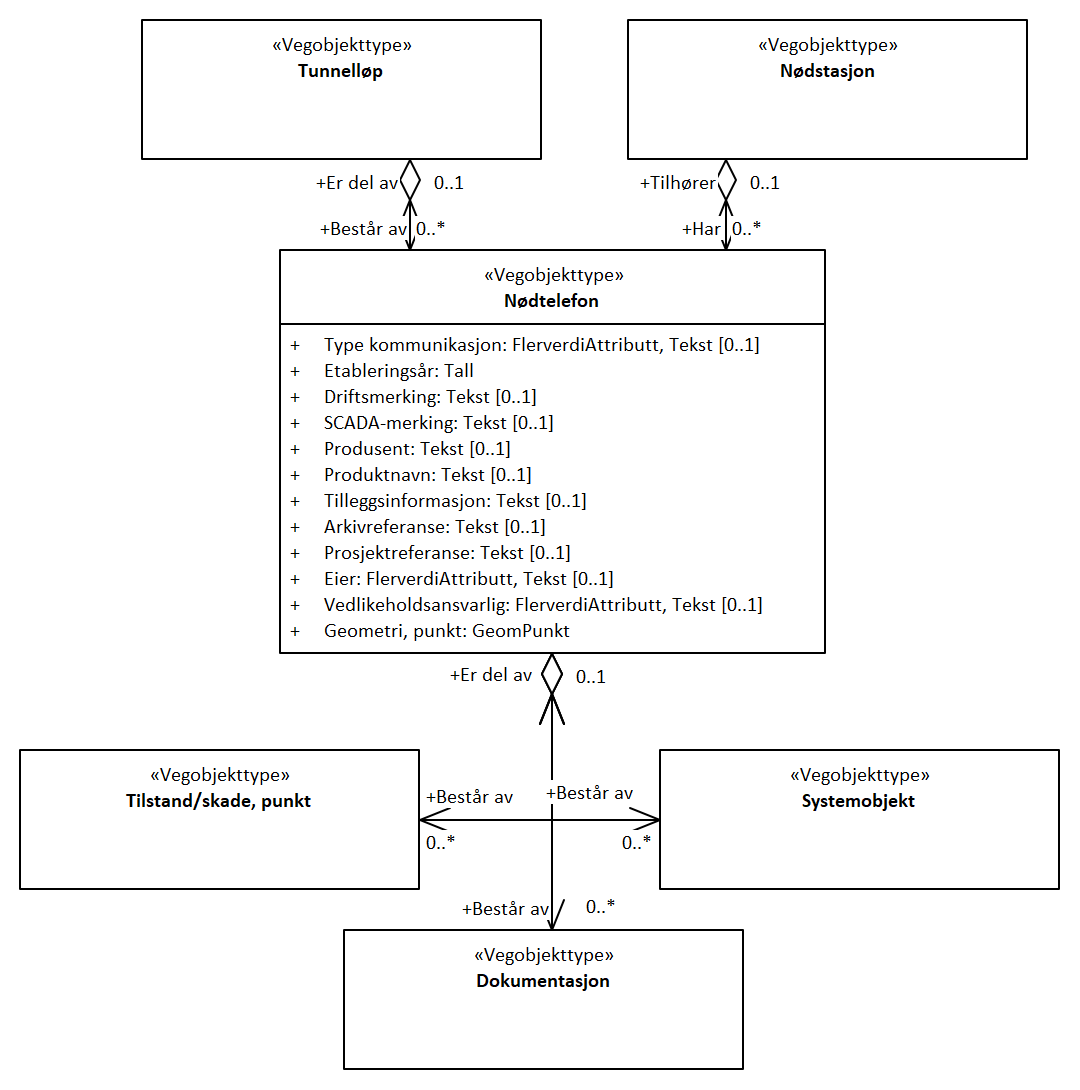 «Vegobjekttype»
Tunnelløp
«Vegobjekttype»
Nødstasjon
+Er del av
0..1
+Tilhører
0..1
+Består av
0..*
+Har
0..*
«Vegobjekttype»
Nødtelefon
+ Type kommunikasjon: FlerverdiAttributt, Tekst [0..1]
+ Etableringsår: Tall
+ Driftsmerking: Tekst [0..1]
+ SCADA-merking: Tekst [0..1]
+ Produsent: Tekst [0..1]
+ Produktnavn: Tekst [0..1]
+ Tilleggsinformasjon: Tekst [0..1]
+ Arkivreferanse: Tekst [0..1]
+ Prosjektreferanse: Tekst [0..1]
+ Eier: FlerverdiAttributt, Tekst [0..1]
+ Vedlikeholdsansvarlig: FlerverdiAttributt, Tekst [0..1]
+ Geometri, punkt: GeomPunkt
+Er del av
0..1
«Vegobjekttype»
Tilstand/skade, punkt
+Består av
0..*
+Består av
0..*
«Vegobjekttype»
Systemobjekt
+Består av
0..*
«Vegobjekttype»
Dokumentasjon